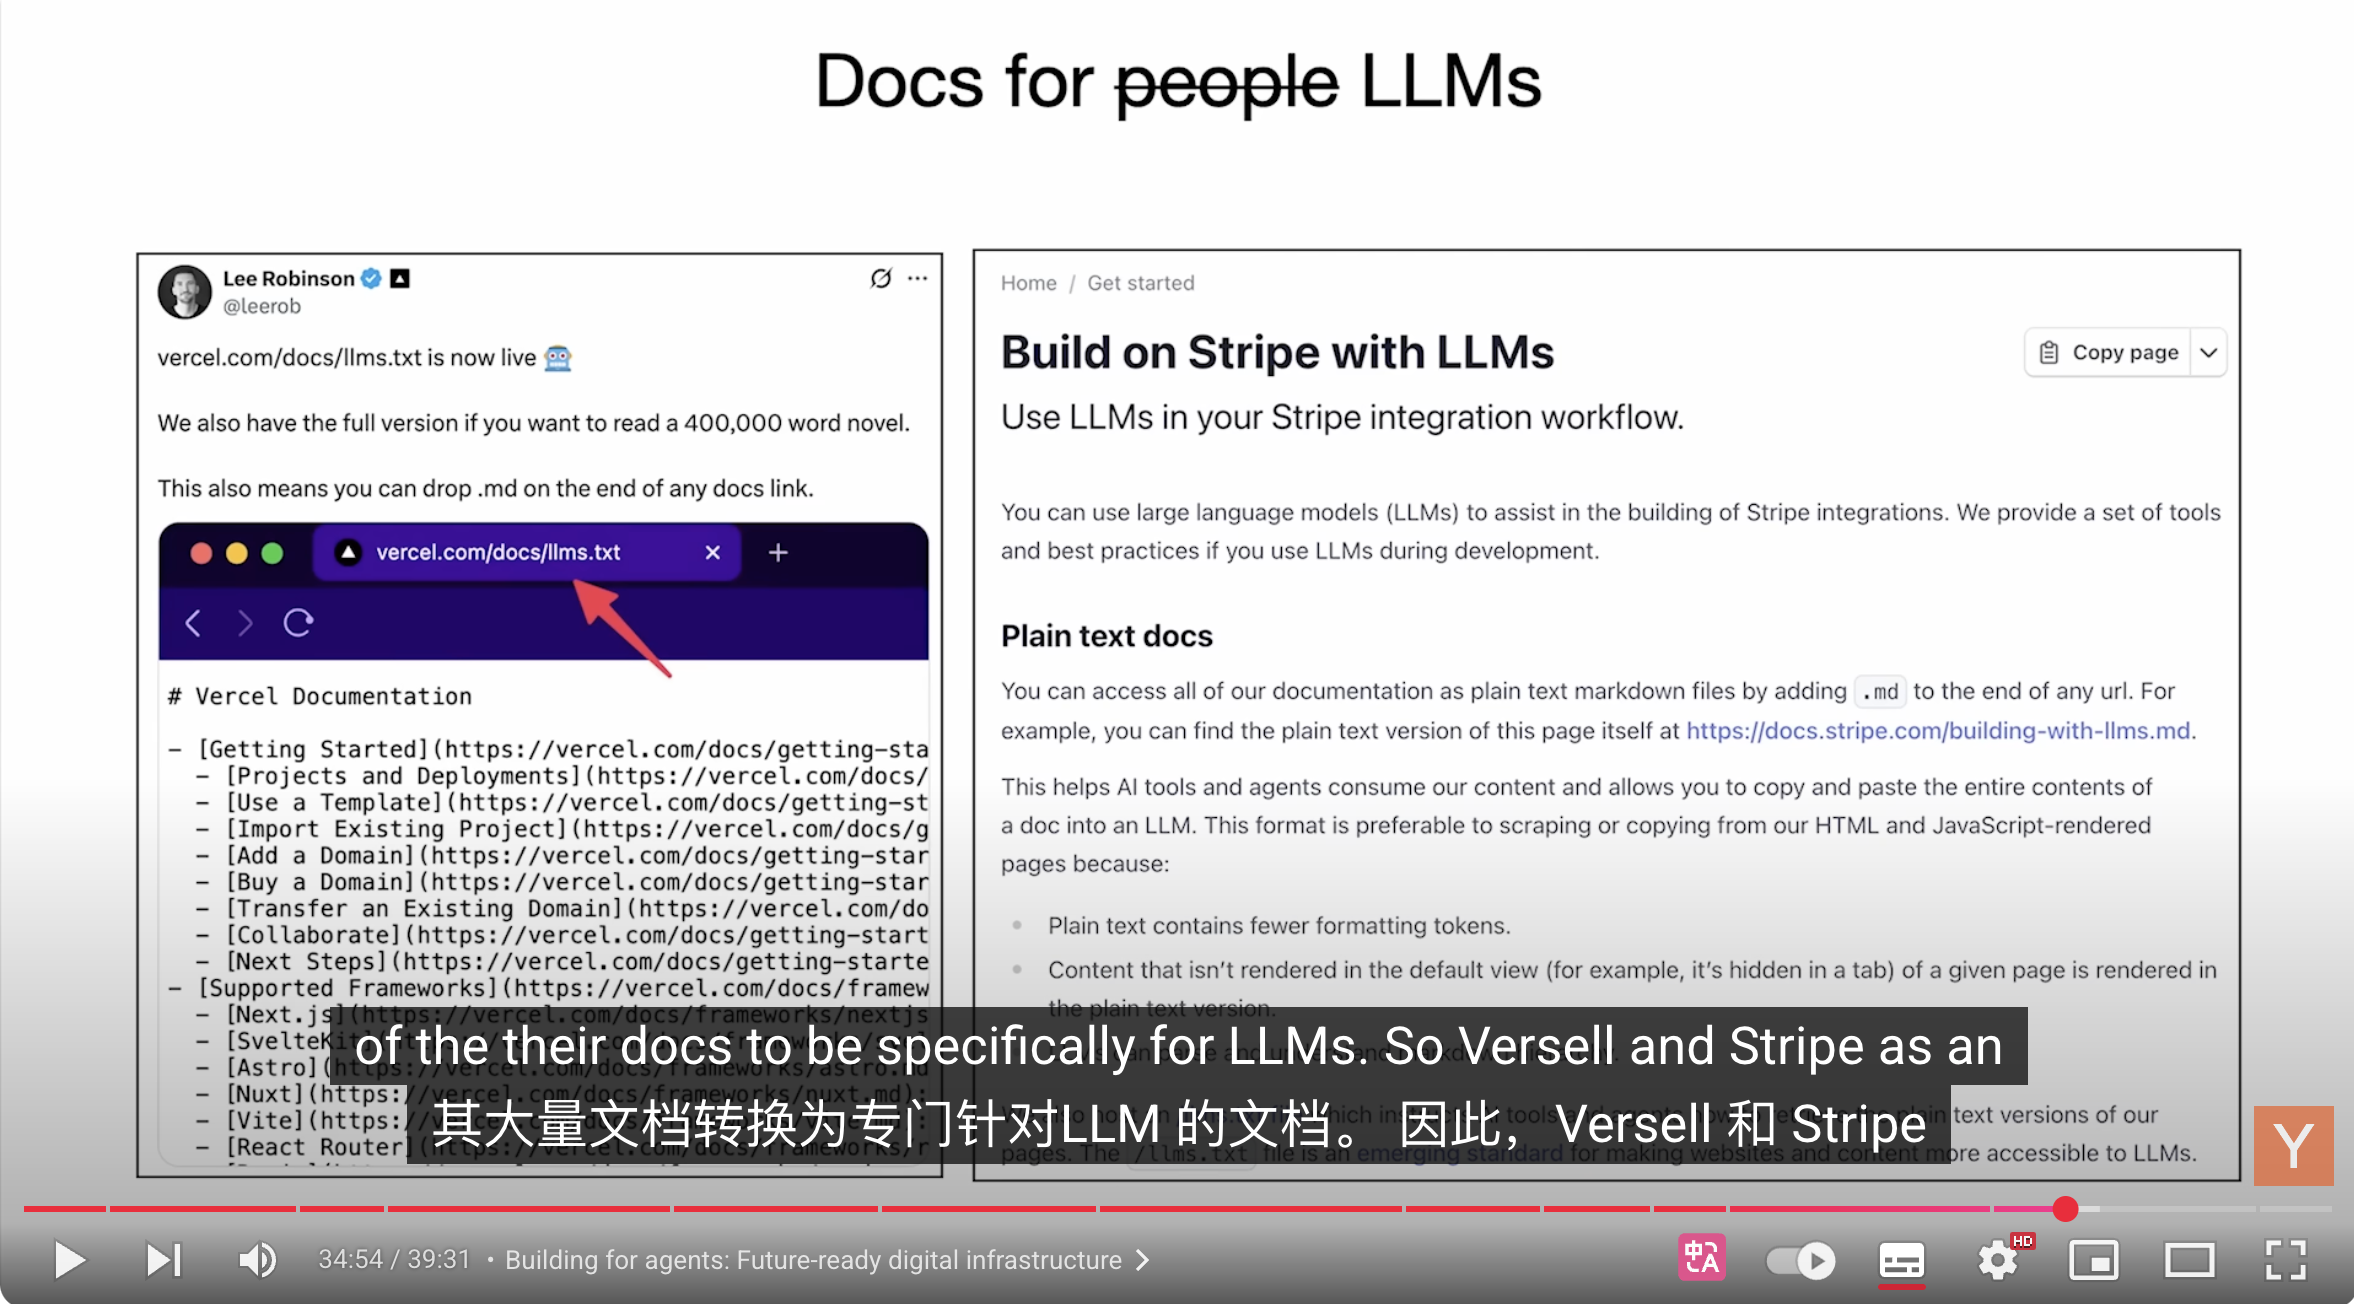 Docs for people LLMs
Lee Robinson
@leerob
vercel.com/docs/llms.txt is now live 🤖
We also have the full version if you want to read a 400,000 word novel.
This also means you can drop .md on the end of any docs link.
vercel.com/docs/llms.txt
# Vercel Documentation
- [Getting Started](https://vercel.com/docs/getting-sta
- [Projects and Deployments](https://vercel.com/docs/
- [Use a Template](https://vercel.com/docs/getting-st
- [Import Existing Project](https://vercel.com/docs/g
- [Add a Domain](https://vercel.com/docs/getting-star
- [Buy a Domain](https://vercel.com/docs/getting-star
- [Transfer an Existing Domain](https://vercel.com/do
- [Collaborate](https://vercel.com/docs/getting-start
- [Next Steps](https://vercel.com/docs/getting-starte
- [Supported Frameworks](https://vercel.com/docs/framew
- [Next.js](https://vercel.com/docs/frameworks/nextjs
- [SvelteKit]
- [Astro](https://vercel.com/docs/frameworks/astro.md
- [Nuxt](https://vercel.com/docs/frameworks/nuxt.md):
- [Vite](https:/
- [React Router]
Home / Get started
Build on Stripe with LLMs
Copy page
Use LLMs in your Stripe integration workflow.
You can use large language models (LLMs) to assist in the building of Stripe integrations. We provide a set of tools
and best practices if you use LLMs during development.
Plain text docs
You can access all of our documentation as plain text markdown files by adding .md to the end of any url. For
example, you can find the plain text version of this page itself at https://docs.stripe.com/building-with-llms.md.
This helps AI tools and agents consume our content and allows you to copy and paste the entire contents of
a doc into an LLM. This format is preferable to scraping or copying from our HTML and JavaScript-rendered
pages because:
• Plain text contains fewer formatting tokens.
• Content that isn't rendered in the default view (for example, it's hidden in a tab) of a given page is rendered in
the plain text version.
plain text versions of our
pages. The /llms.txt file is an emerging standard for making websites and content more accessible to LLMs.
of the their docs to be specifically for LLMs. So Versell and Stripe as an
其大量文档转换为专门针对LLM 的文档。 因此， Versell 和 Stripe
Y
34:54 / 39:31 • Building for agents: Future-ready digital infrastructure
中A
HD